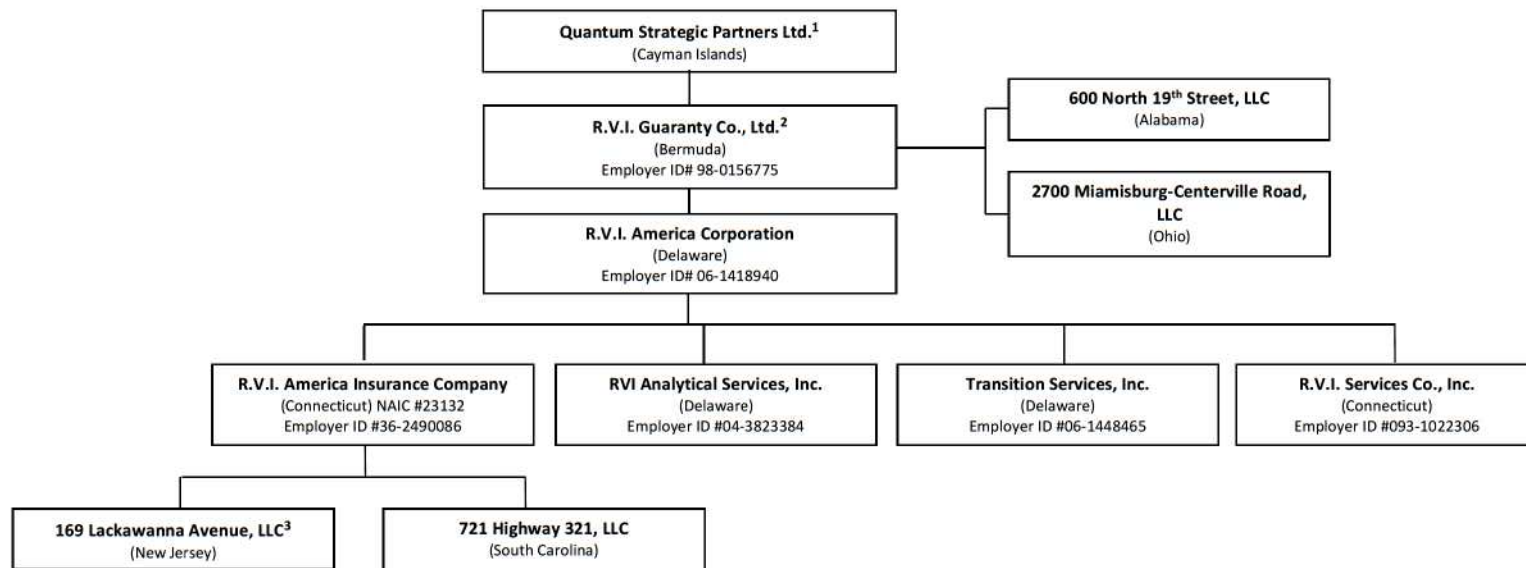 Quantum Strategic Partners Ltd.1
(Cayman Islands)
R.V.I. Guaranty Co., Ltd.2
(Bermuda)
Employer ID# 98-0156775
600 North 19th Street, LLC
(Alabama)
2700 Miamisburg-Centerville Road,
LLC
(Ohio)
R.V.I. America Corporation
(Delaware)
Employer ID# 06-1418940
R.V.I. America Insurance Company
(Connecticut) NAIC #23132
Employer ID #36-2490086
RVI Analytical Services, Inc.
(Delaware)
Employer ID #04-3823384
Transition Services, Inc.
(Delaware)
Employer ID #06-1448465
R.V.I. Services Co., Inc.
(Connecticut)
Employer ID #093-1022306
169 Lackawanna Avenue, LLC3
(New Jersey)
721 Highway 321, LLC
(South Carolina)